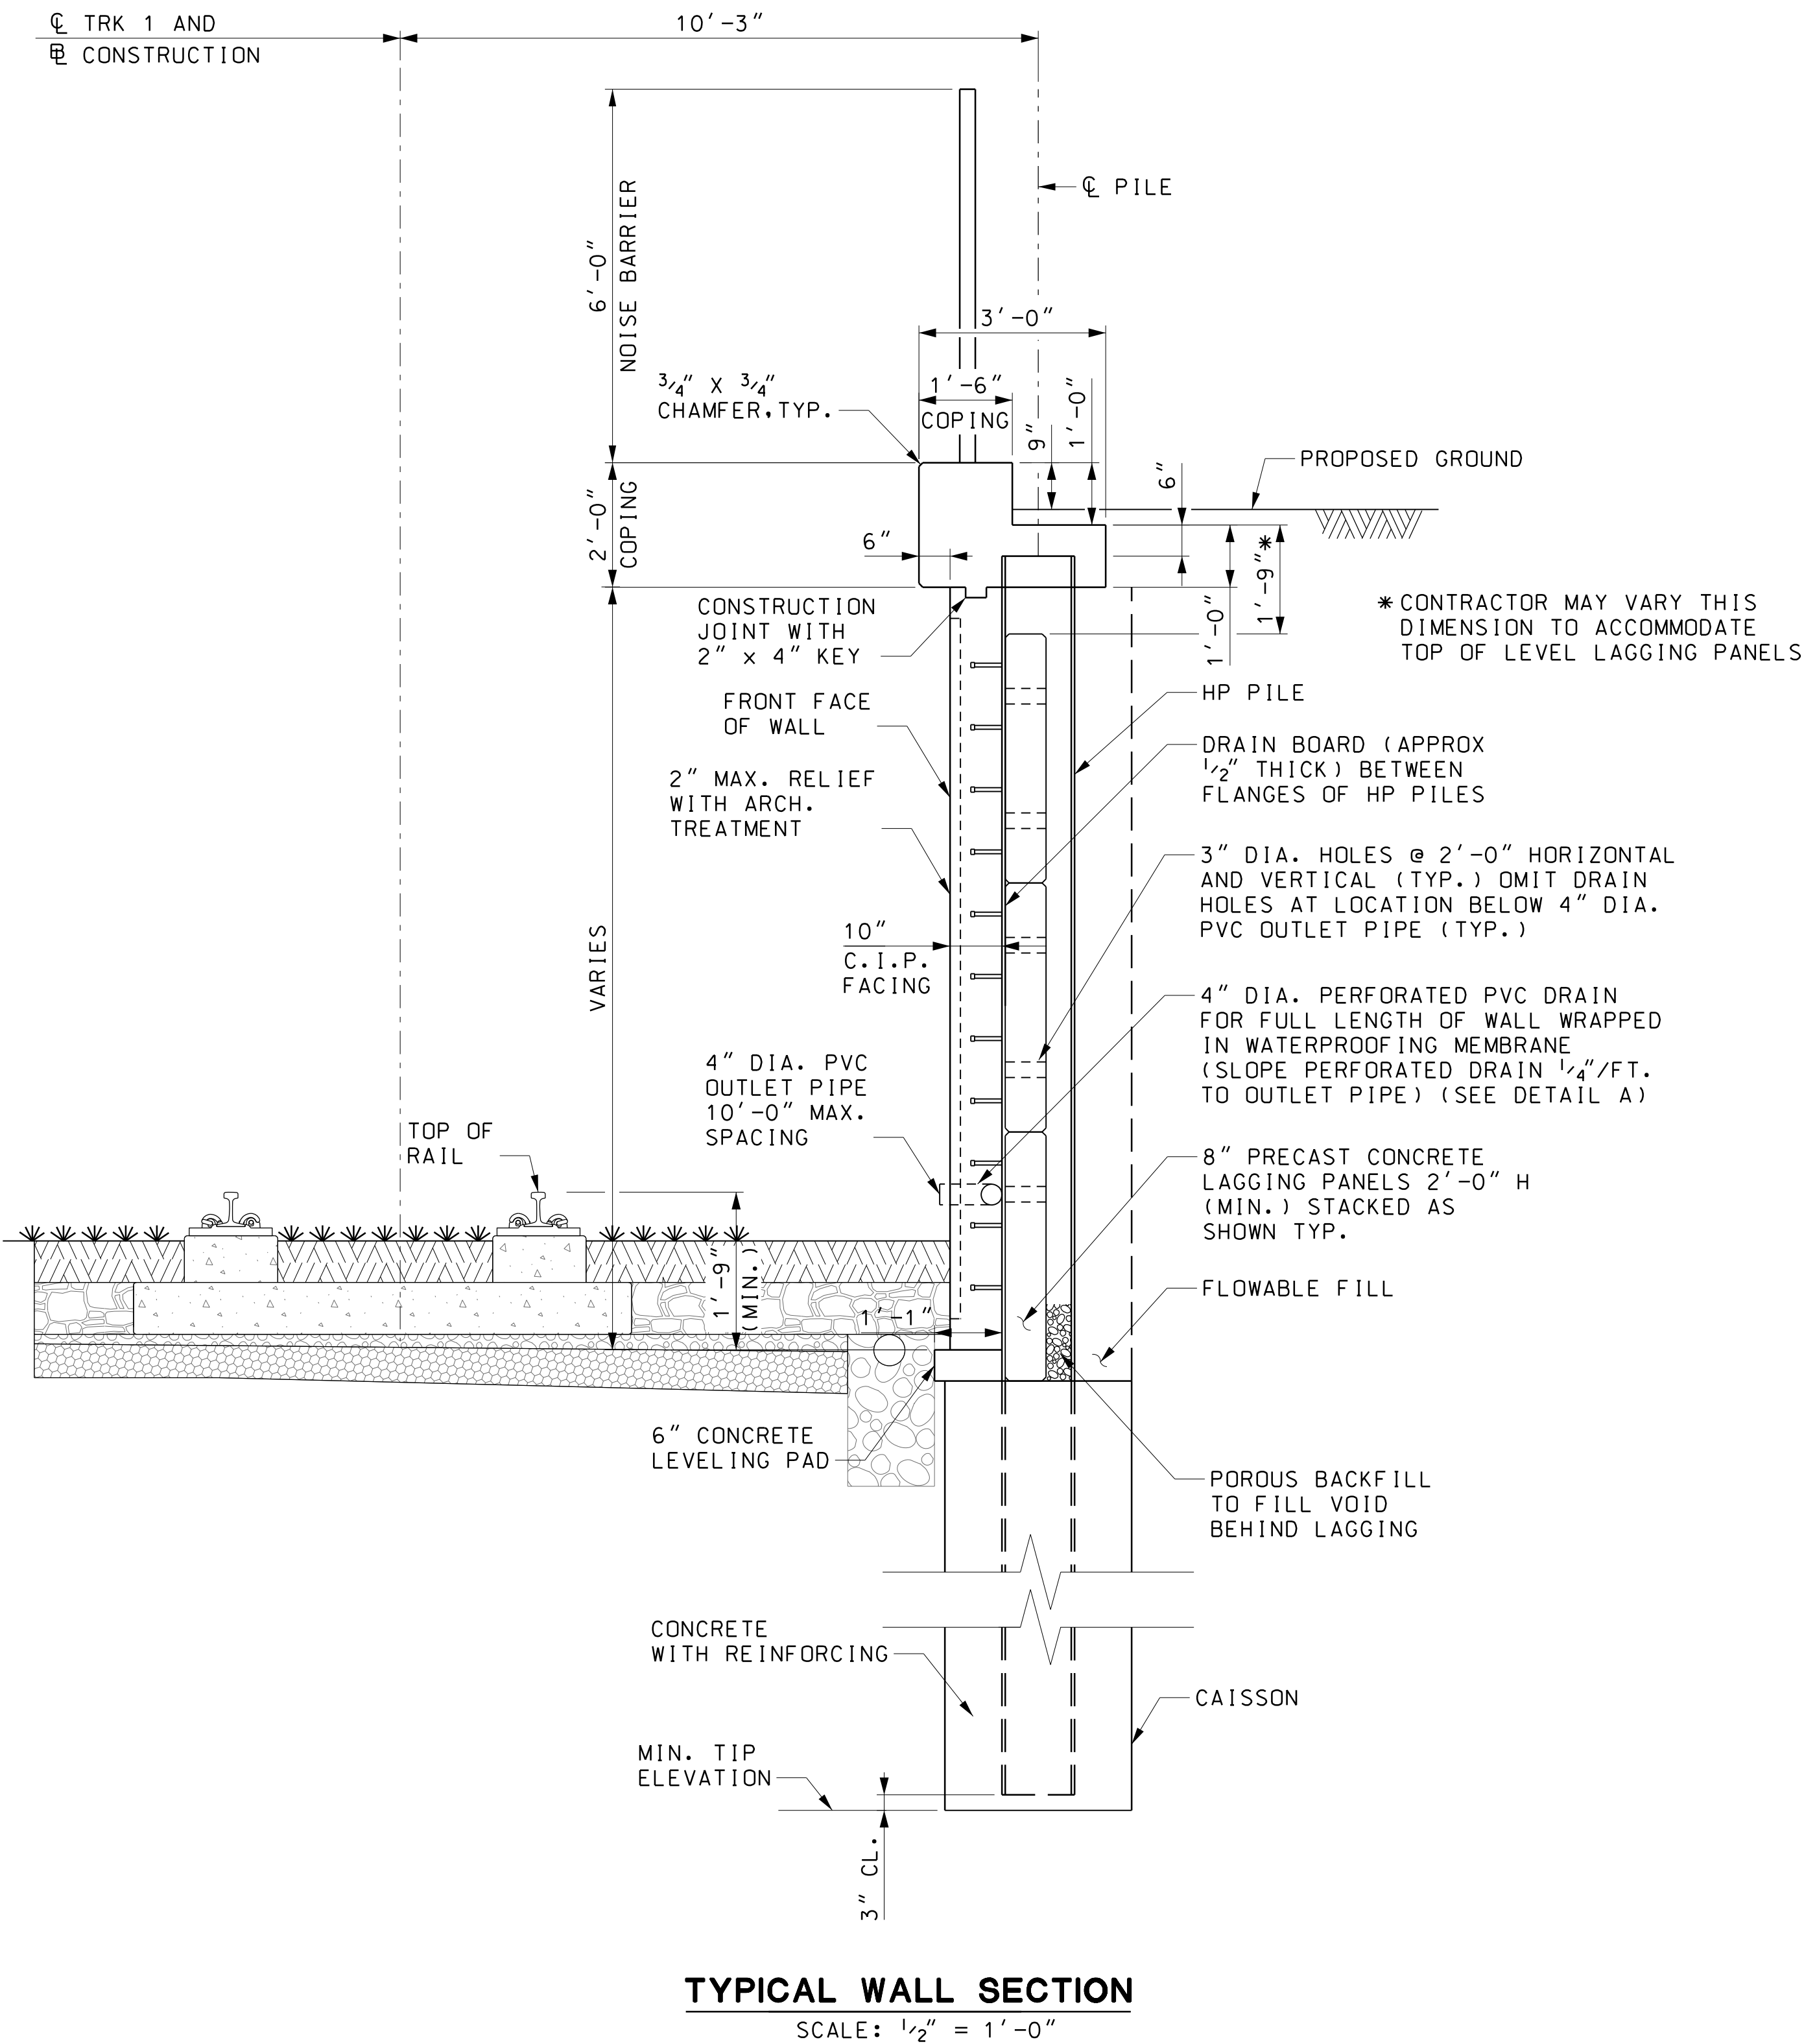 ℄ TRK 1 AND
B̲L̲ CONSTRUCTION
10'-3"
℄ PILE
6'-0"
NOISE BARRIER
3'-0"
3/4" X 3/4"
CHAMFER,TYP.
1'-6"
COPING
9"
1'-0"
6"
PROPOSED GROUND
2'-0"
COPING
6"
1'-0"
1'-9"*
* CONTRACTOR MAY VARY THIS
DIMENSION TO ACCOMMODATE
TOP OF LEVEL LAGGING PANELS
CONSTRUCTION
JOINT WITH
2" x 4" KEY
FRONT FACE
OF WALL
HP PILE
DRAIN BOARD (APPROX
1/2" THICK) BETWEEN
FLANGES OF HP PILES
2" MAX. RELIEF
WITH ARCH.
TREATMENT
3" DIA. HOLES @ 2'-0" HORIZONTAL
AND VERTICAL (TYP.) OMIT DRAIN
HOLES AT LOCATION BELOW 4" DIA.
PVC OUTLET PIPE (TYP.)
VARIES
10"
C.I.P.
FACING
4" DIA. PERFORATED PVC DRAIN
FOR FULL LENGTH OF WALL WRAPPED
IN WATERPROOFING MEMBRANE
(SLOPE PERFORATED DRAIN 1/4"/FT.
TO OUTLET PIPE) (SEE DETAIL A)
4" DIA. PVC
OUTLET PIPE
10'-0" MAX.
SPACING
TOP OF
RAIL
8" PRECAST CONCRETE
LAGGING PANELS 2'-0" H
(MIN.) STACKED AS
SHOWN TYP.
1'-9"
(MIN.)
1'-1"
FLOWABLE FILL
6" CONCRETE
LEVELING PAD
POROUS BACKFILL
TO FILL VOID
BEHIND LAGGING
CONCRETE
WITH REINFORCING
CAISSON
MIN. TIP
ELEVATION
3" CL.
TYPICAL WALL SECTION
SCALE: 1/2" = 1'-0"